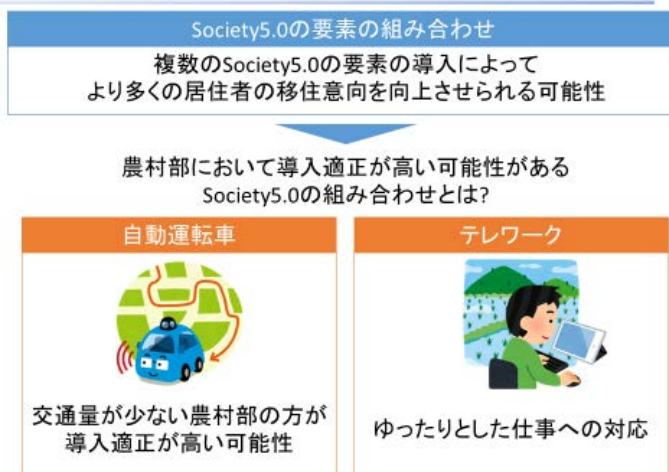 Society5.0の要素の組み合わせ
複数のSociety5.0の要素の導入によって
より多くの居住者の移住意向を向上させられる可能性
農村部において導入適正が高い可能性がある
Society5.0の組み合わせとは?
自動運転車
交通量が少ない農村部の方が
導入適正が高い可能性
テレワーク
ゆったりとした仕事への対応